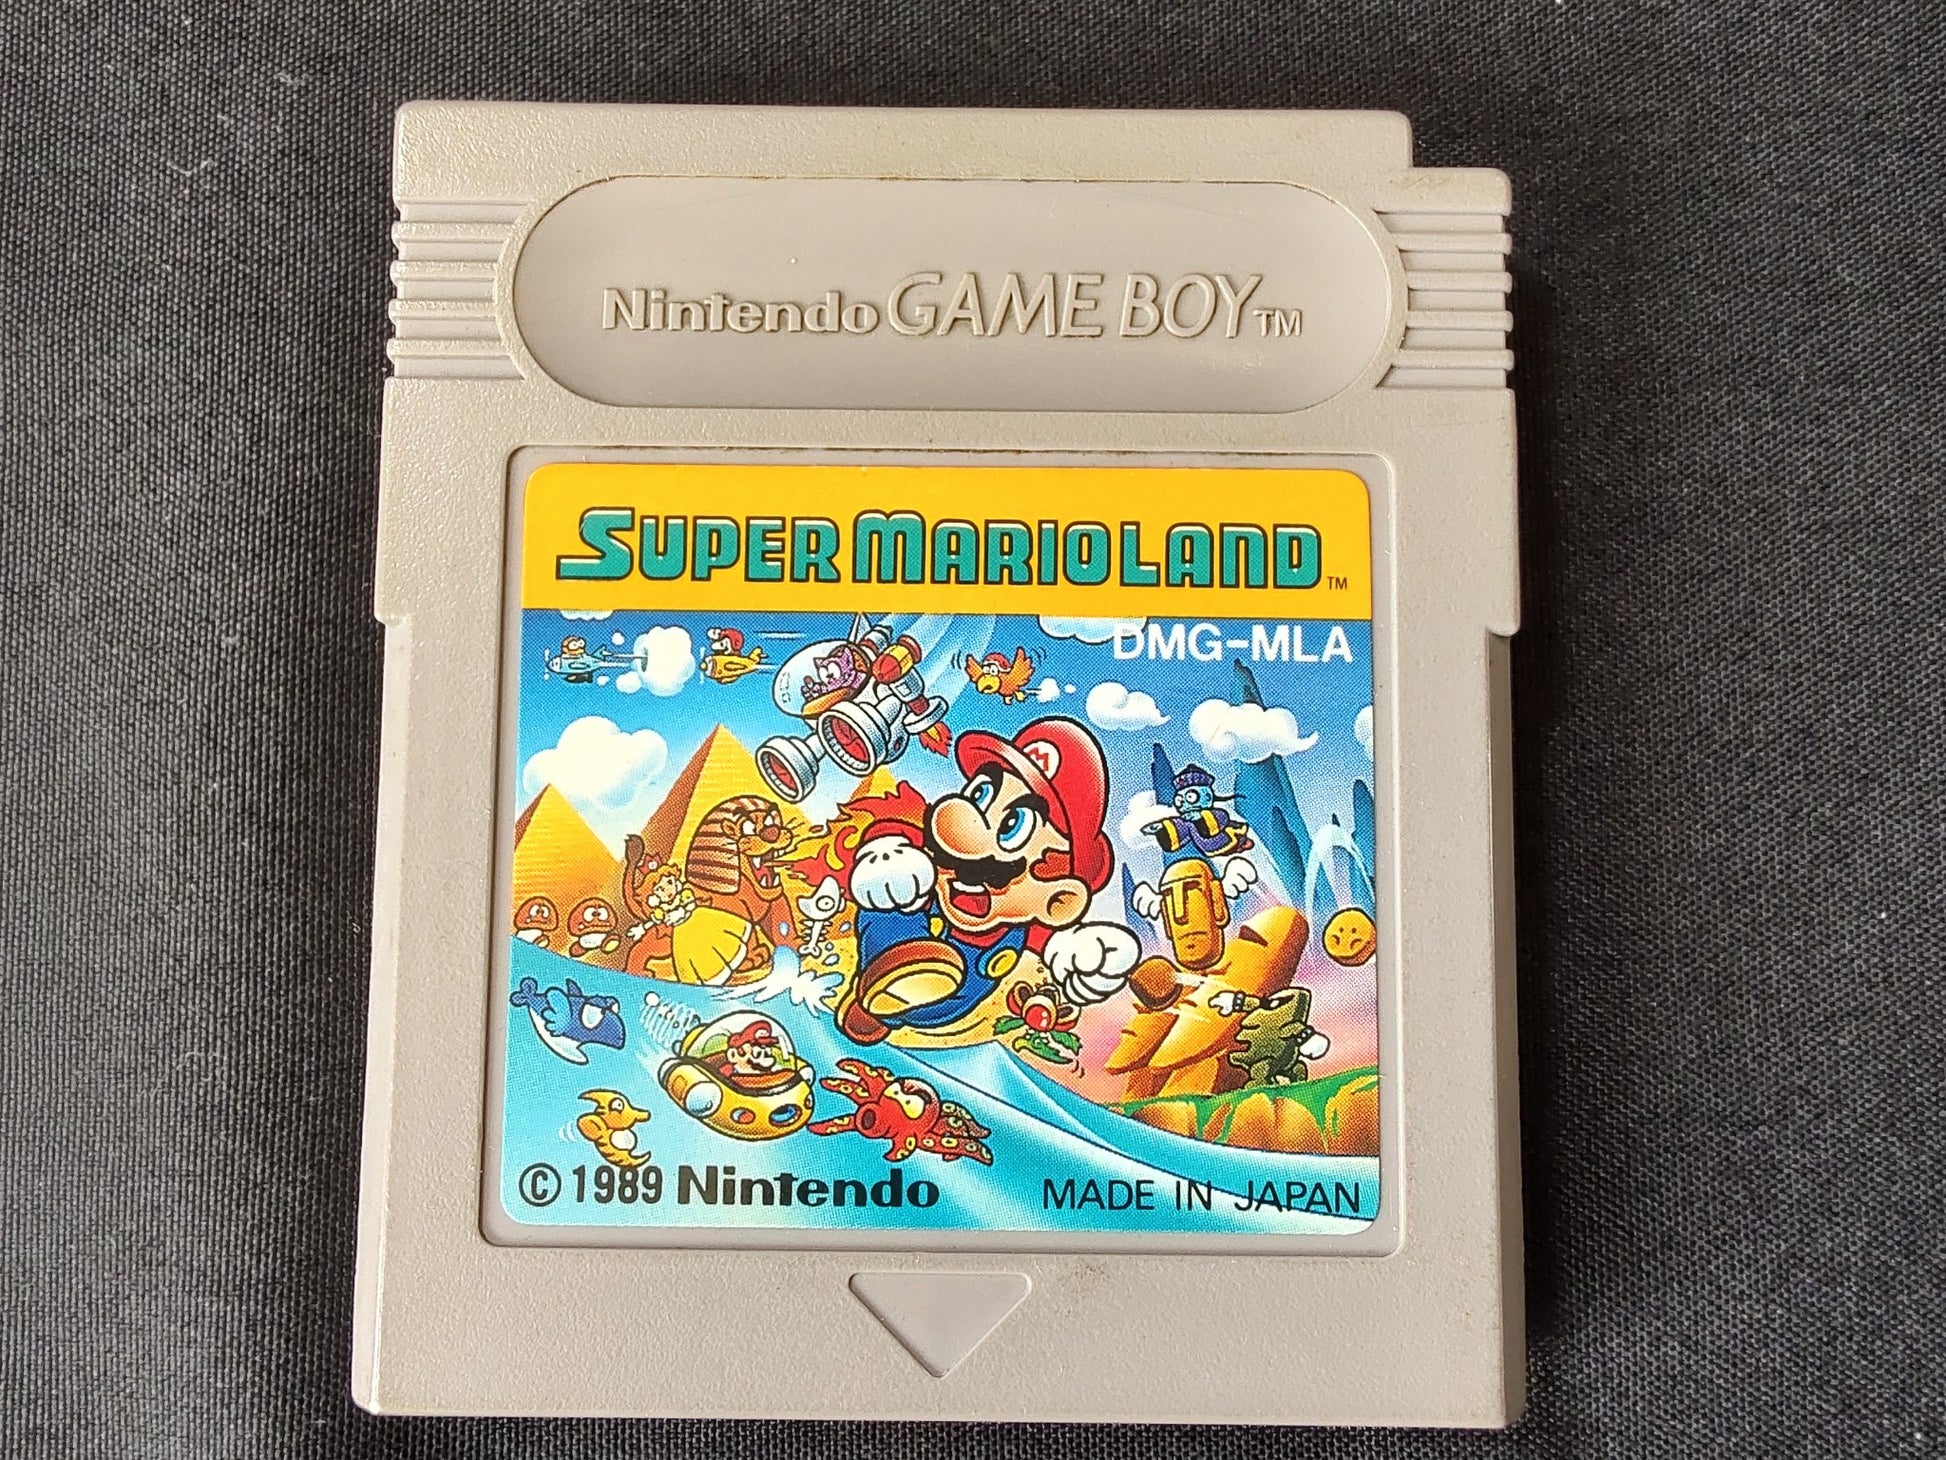 Nintendo GAME BOY™
SUPER MARIOLAND™
DMG-MLA
M
© 1989 Nintendo MADE IN JAPAN